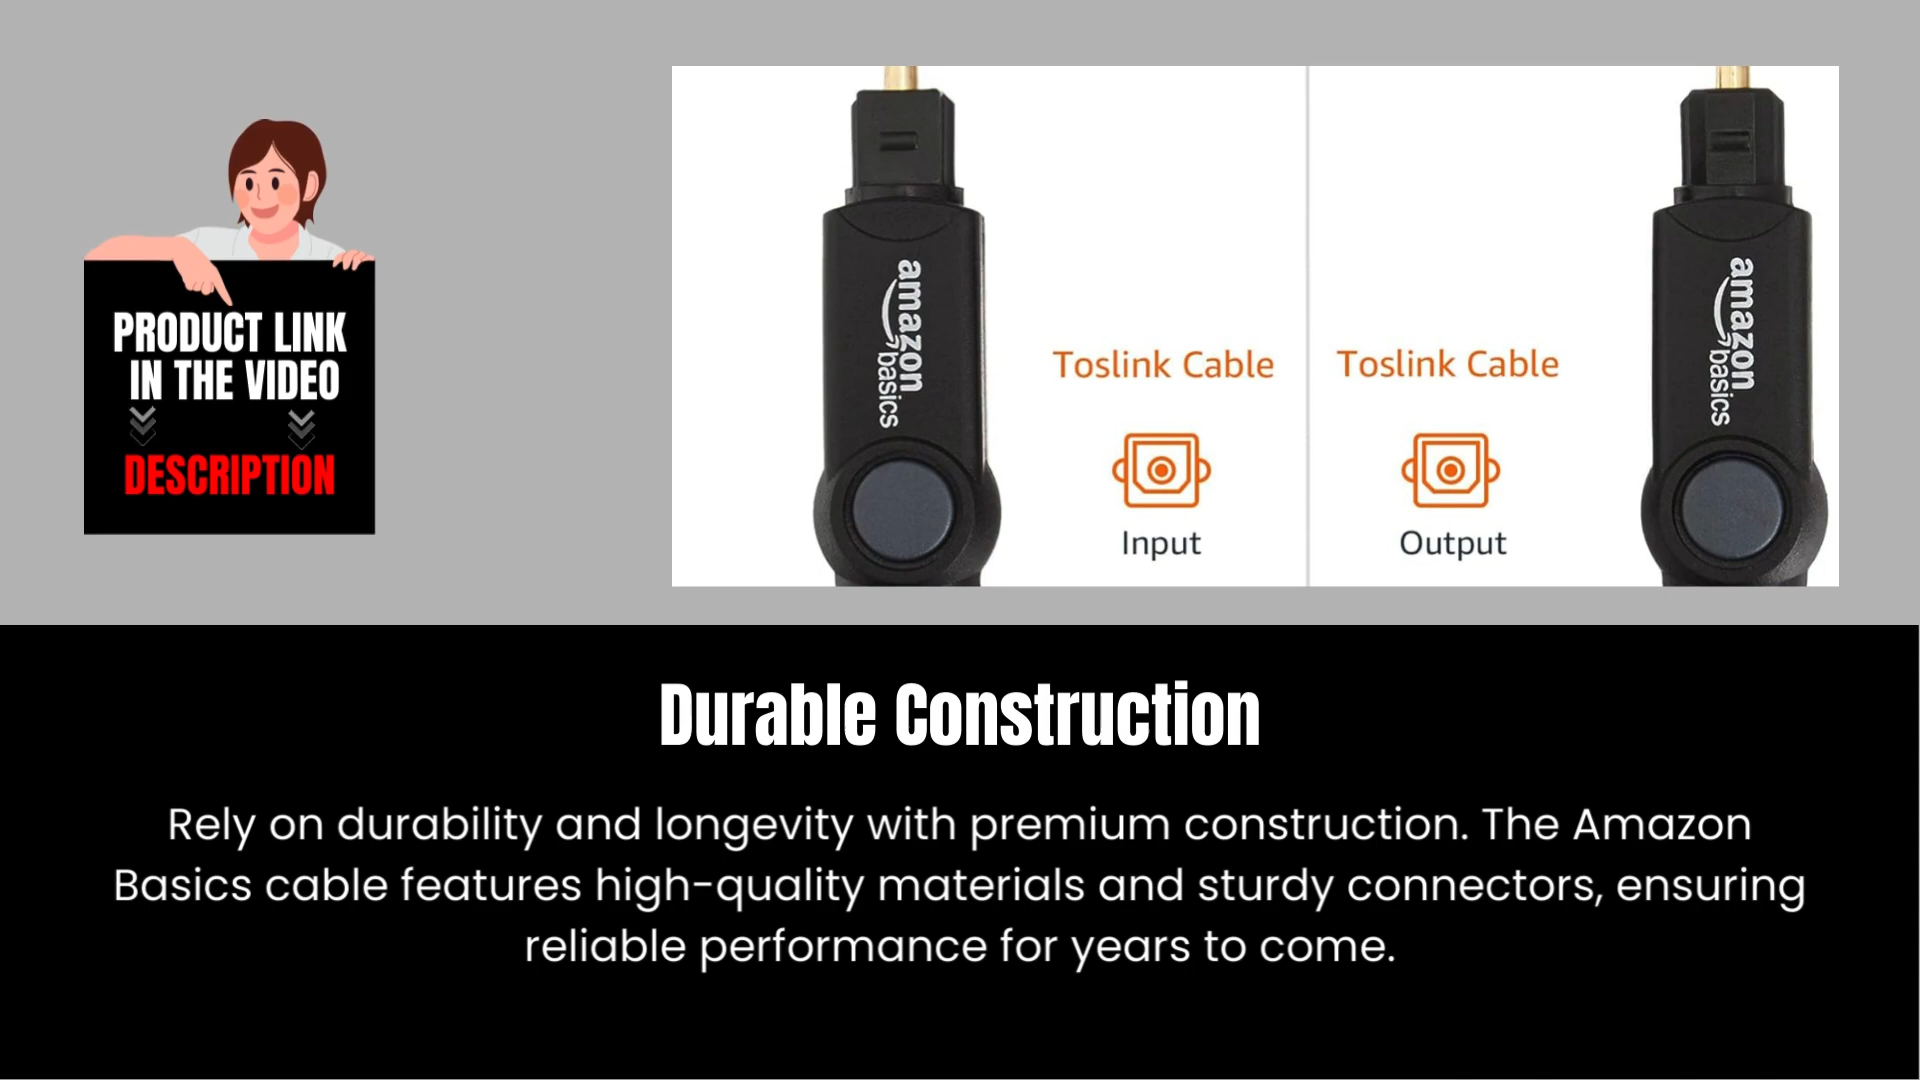 PRODUCT LINK
IN THE VIDEO
DESCRIPTION
amazon
basics
Toslink Cable
Input
Toslink Cable
Output
amazon
basics
Durable Construction
Rely on durability and longevity with premium construction. The Amazon
Basics cable features high-quality materials and sturdy connectors, ensuring
reliable performance for years to come.